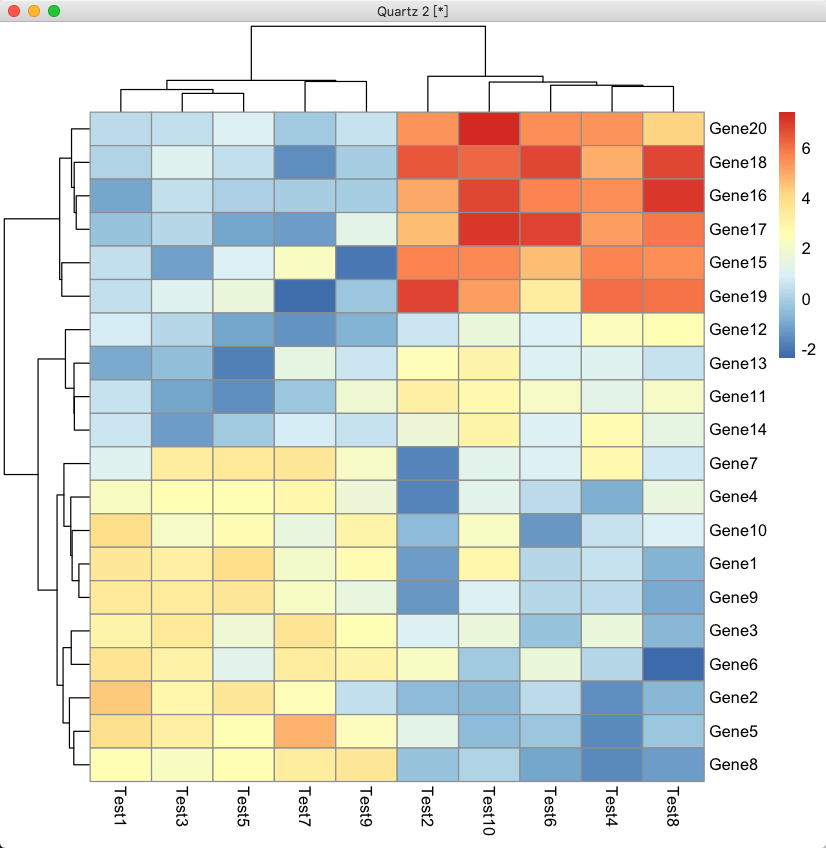 Quartz 2 [*]
Gene20
Gene18
Gene16
Gene17
Gene15
Gene19
Gene12
Gene13
Gene11
Gene14
Gene7
Gene4
Gene10
Gene1
Gene9
Gene3
Gene6
Gene2
Gene5
Gene8
6
4
2
0
-2
Test1
Test3
Test5
Test7
Test9
Test2
Test10
Test6
Test4
Test8